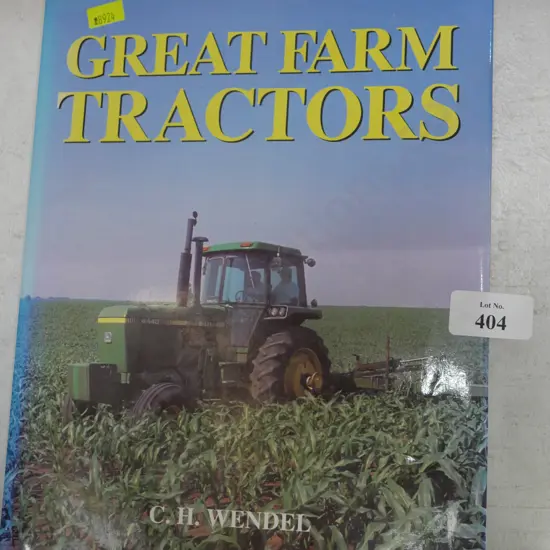 GREAT FARM
TRACTORS
Lot No.
404
C. H. WENDEL